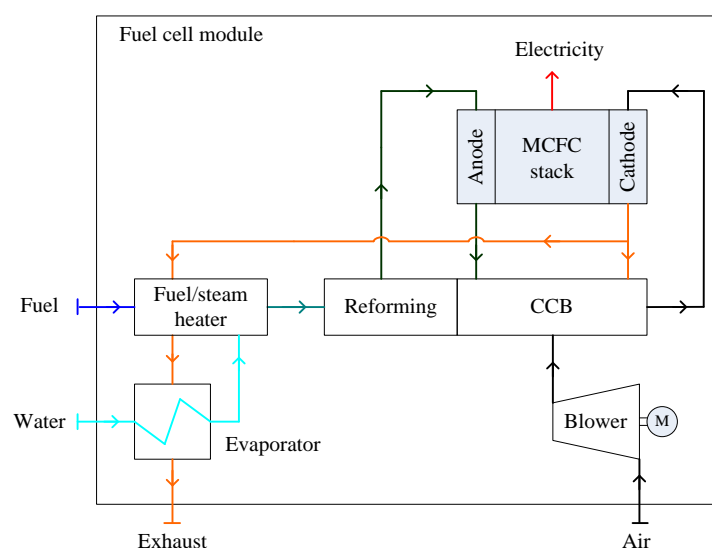 Fuel cell module
Electricity
Anode
MCFC
stack
Cathode
Fuel
Fuel/steam
heater
Reforming
CCB
Water
Evaporator
Blower
M
Exhaust
Air